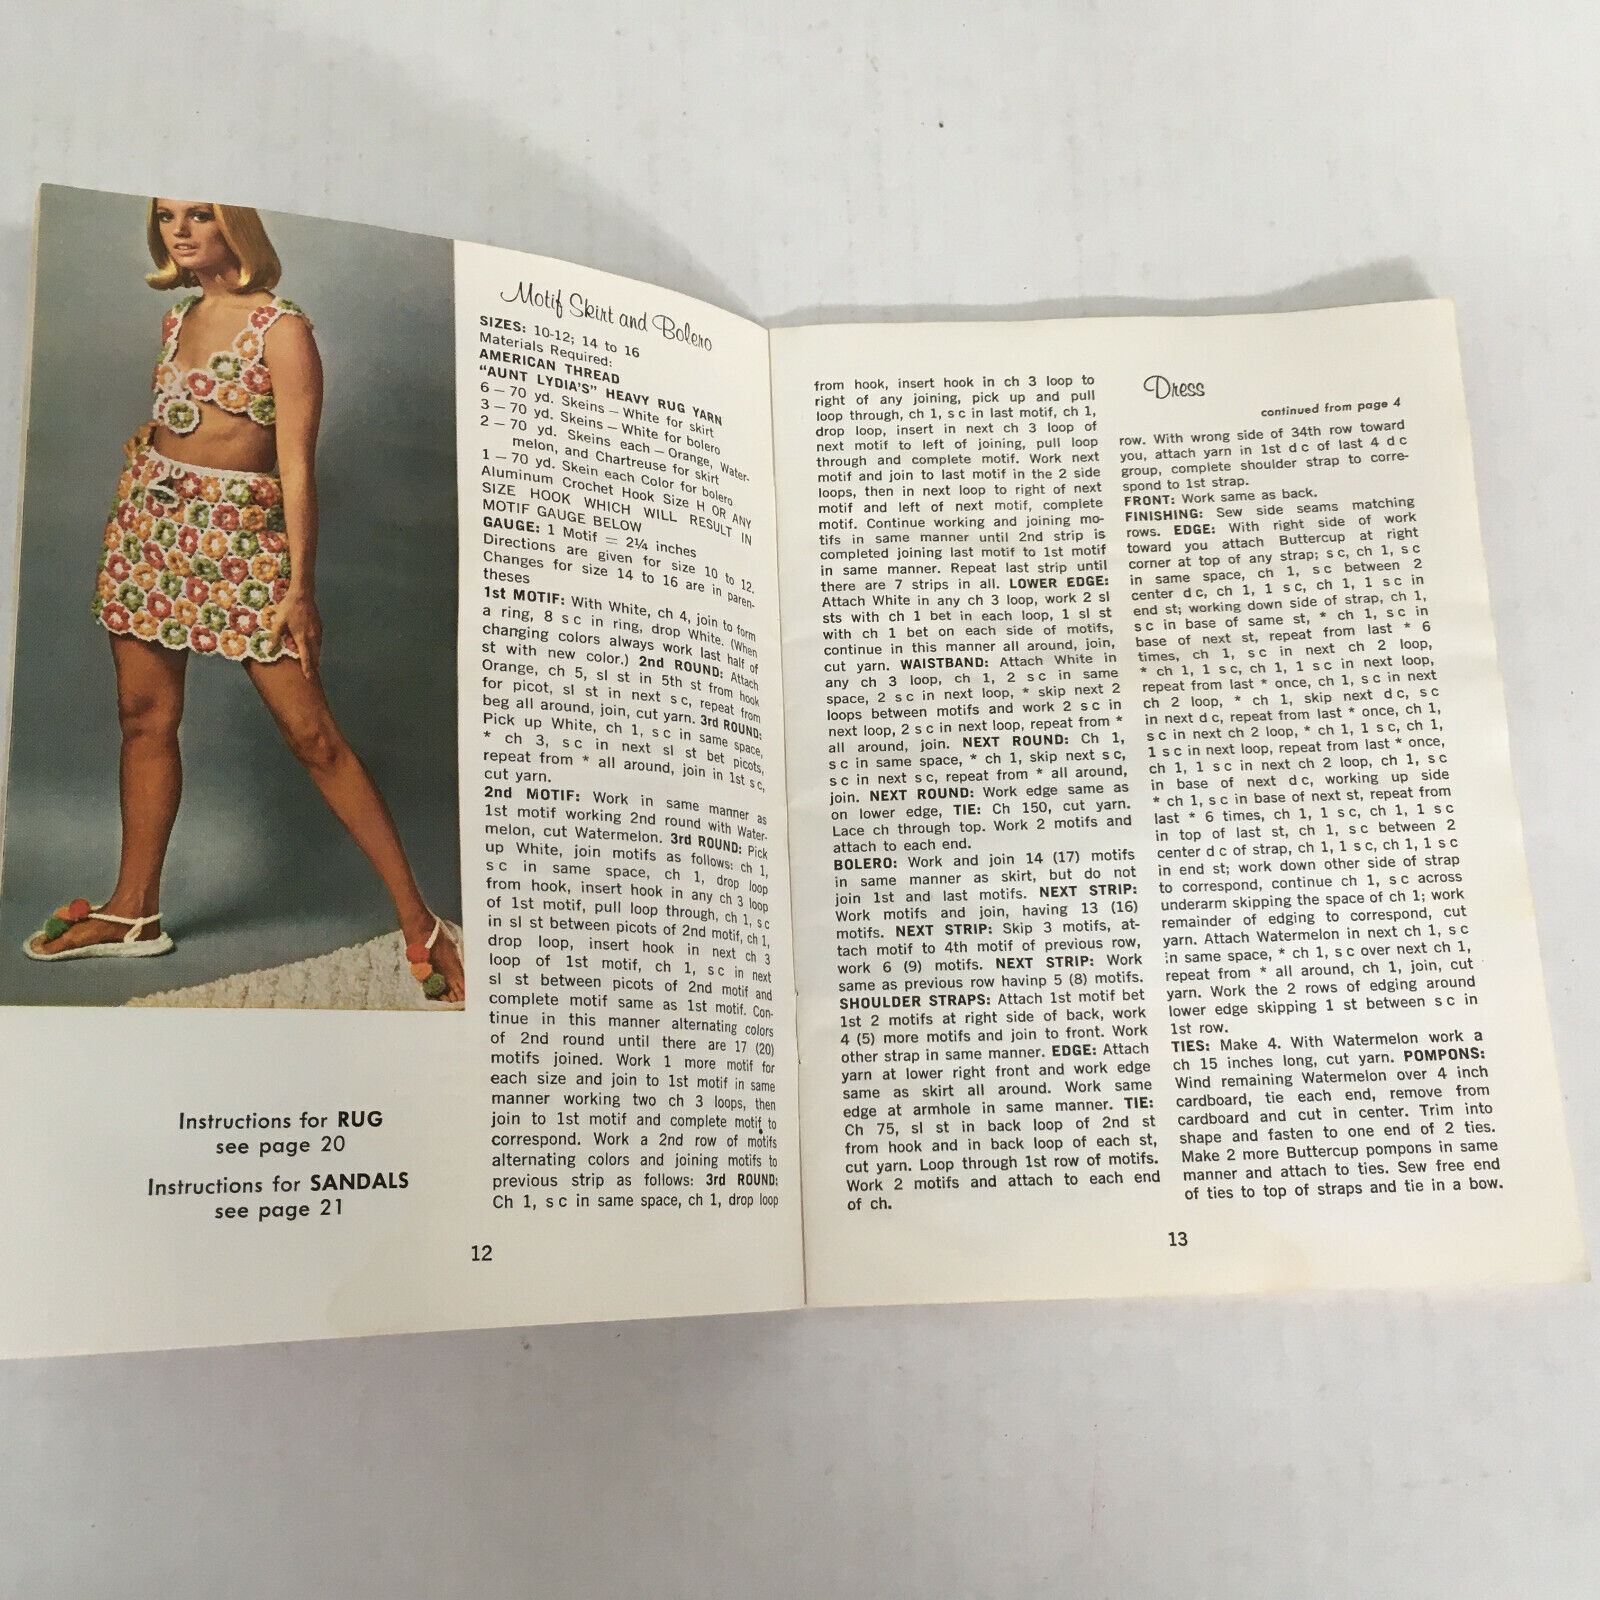 Motif Skirt and Bolero
SIZES: 10-12; 14 to 16
Materials Required:
AMERICAN THREAD
"AUNT LYDIA'S" HEAVY RUG YARN
6 — 70 yd. Skeins — White for skirt
3 — 70 yd. Skeins — White for bolero
2 — 70 yd. Skeins each — Orange, Water-
melon, and Chartreuse for skirt
1 — 70 yd. Skein each Color for bolero
Aluminum Crochet Hook Size H OR ANY
SIZE HOOK WHICH WILL RESULT IN
MOTIF GAUGE BELOW
GAUGE: 1 Motif = 2¼ inches
Directions are given for size 10 to 12.
Changes for size 14 to 16 are in paren-
theses
1st MOTIF: With White, ch 4, join to form
a ring, 8 s c in ring, drop White. (When
changing colors always work last half of
st with new color.) 2nd ROUND: Attach
Orange, ch 5, sl st in 5th st from hook
for picot, sl st in next s c, repeat from
beg all around, join, cut yarn. 3rd ROUND:
Pick up White, ch 1, s c in same space,
* ch 3, s c in next sl st bet picots,
repeat from * all around, join in 1st s c,
cut yarn.
2nd MOTIF: Work in same manner as
1st motif working 2nd round with Water-
melon, cut Watermelon. 3rd ROUND: Pick
up White, join motifs as follows: ch 1,
s c in same space, ch 1, drop loop
from hook, insert hook in any ch 3 loop
of 1st motif, pull loop through, ch 1, s c
in sl st between picots of 2nd motif, ch 1,
drop loop, insert hook in next ch 3
loop of 1st motif, ch 1, s c in next
sl st between picots of 2nd motif and
complete motif same as 1st motif. Con-
tinue in this manner alternating colors
of 2nd round until there are 17 (20)
motifs joined. Work 1 more motif for
each size and join to 1st motif in same
manner working two ch 3 loops, then
join to 1st motif and complete motif to
correspond. Work a 2nd row of motifs
alternating colors and joining motifs to
previous strip as follows: 3rd ROUND:
Ch 1, s c in same space, ch 1, drop loop
Instructions for RUG
see page 20
Instructions for SANDALS
see page 21
12
from hook, insert hook in ch 3 loop to
right of any joining, pick up and pull
loop through, ch 1, s c in last motif, ch 1,
drop loop, insert in next ch 3 loop of
next motif to left of joining, pull loop
through and complete motif. Work next
motif and join to last motif in the 2 side
loops, then in next loop to right of next
motif and left of next motif, complete
motif. Continue working and joining mo-
tifs in same manner until 2nd strip is
completed joining last motif to 1st motif
in same manner. Repeat last strip until
there are 7 strips in all. LOWER EDGE:
Attach White in any ch 3 loop, work 2 sl
sts with ch 1 bet in each loop, 1 sl st
with ch 1 bet on each side of motifs,
continue in this manner all around, join,
cut yarn. WAISTBAND: Attach White in
any ch 3 loop, ch 1, 2 s c in same
space, 2 s c in next loop, * skip next 2
loops between motifs and work 2 s c in
next loop, 2 s c in next loop, repeat from *
all around, join. NEXT ROUND: Ch 1,
s c in same space, * ch 1, skip next s c,
s c in next s c, repeat from * all around,
join. NEXT ROUND: Work edge same as
on lower edge, TIE: Ch 150, cut yarn.
Lace ch through top. Work 2 motifs and
attach to each end.
BOLERO: Work and join 14 (17) motifs
in same manner as skirt, but do not
join 1st and last motifs. NEXT STRIP:
Work motifs and join, having 13 (16)
motifs. NEXT STRIP: Skip 3 motifs, at-
tach motif to 4th motif of previous row,
work 6 (9) motifs. NEXT STRIP: Work
same as previous row havinp 5 (8) motifs.
SHOULDER STRAPS: Attach 1st motif bet
1st 2 motifs at right side of back, work
4 (5) more motifs and join to front. Work
other strap in same manner. EDGE: Attach
yarn at lower right front and work edge
same as skirt all around. Work same
edge at armhole in same manner. TIE:
Ch 75, sl st in back loop of 2nd st
from hook and in back loop of each st,
cut yarn. Loop through 1st row of motifs.
Work 2 motifs and attach to each end
of ch.
Dress
continued from page 4
row. With wrong side of 34th row toward
you, attach yarn in 1st d c of last 4 d c
group, complete shoulder strap to corre-
spond to 1st strap.
FRONT: Work same as back.
FINISHING: Sew side seams matching
rows. EDGE: With right side of work
toward you attach Buttercup at right
corner at top of any strap; s c, ch 1, s c
in same space, ch 1, s c between 2
center d c, ch 1, 1 s c, ch 1, 1 s c in
end st; working down side of strap, ch 1,
s c in base of same st, * ch 1, s c in
base of next st, repeat from last * 6
times, ch 1, s c in next ch 2 loop,
* ch 1, 1 s c, ch 1, 1 s c in next loop,
repeat from last * once, ch 1, s c in next
ch 2 loop, * ch 1, skip next d c, s c
in next d c, repeat from last * once, ch 1,
s c in next ch 2 loop, * ch 1, 1 s c, ch 1,
1 s c in next loop, repeat from last * once,
ch 1, 1 s c in next ch 2 loop, ch 1, s c
in base of next d c, working up side
* ch 1, s c in base of next st, repeat from
last * 6 times, ch 1, 1 s c, ch 1, 1 s c
in top of last st, ch 1, s c between 2
center d c of strap, ch 1, 1 s c, ch 1, 1 s c
in end st; work down other side of strap
to correspond, continue ch 1, s c across
underarm skipping the space of ch 1; work
remainder of edging to correspond, cut
yarn. Attach Watermelon in next ch 1, s c
in same space, * ch 1, s c over next ch 1,
repeat from * all around, ch 1, join, cut
yarn. Work the 2 rows of edging around
lower edge skipping 1 st between s c in
1st row.
TIES: Make 4. With Watermelon work a
ch 15 inches long, cut yarn. POMPONS:
Wind remaining Watermelon over 4 inch
cardboard, tie each end, remove from
cardboard and cut in center. Trim into
shape and fasten to one end of 2 ties.
Make 2 more Buttercup pompons in same
manner and attach to ties. Sew free end
of ties to top of straps and tie in a bow.
13